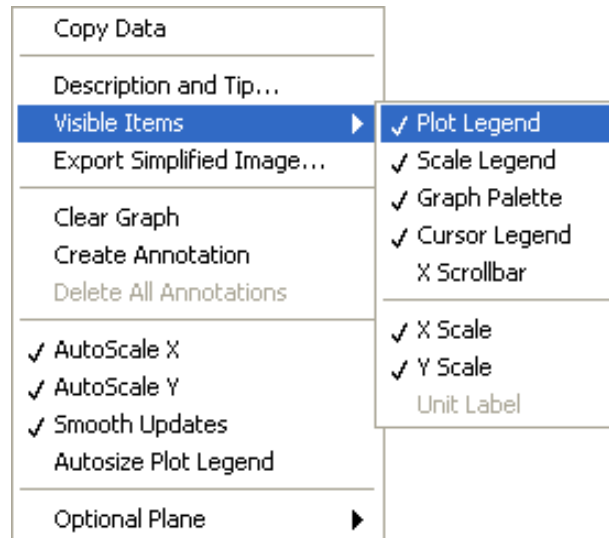 Copy Data
Description and Tip...
Visible Items
Export Simplified Image...
Clear Graph
Create Annotation
Delete All Annotations
AutoScale X
AutoScale Y
Smooth Updates
Autosize Plot Legend
Optional Plane
Plot Legend
Scale Legend
Graph Palette
Cursor Legend
X Scrollbar
X Scale
Y Scale
Unit Label